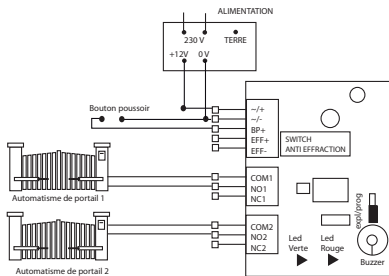 ALIMENTATION
230 V
TERRE
+12V 0 V
Bouton poussoir
~/+
~/-
BP+
EFF+
EFF-
SWITCH
ANTI EFFRACTION
COM1
NO1
NC1
Automatisme de portail 1
COM2
NO2
NC2
Automatisme de portail 2
Led
Verte
Led
Rouge
expl/prog
Buzzer